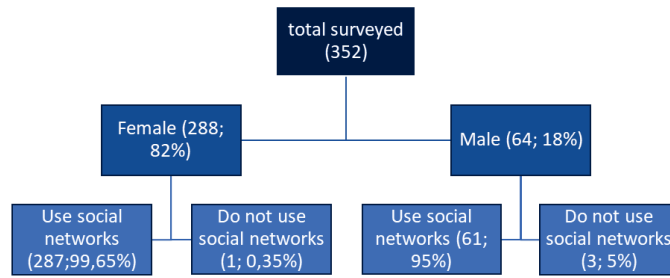 total surveyed
(352)
Female (288;
82%)
Male (64; 18%)
Use social
networks
(287;99,65%)
Do not use
social networks
(1; 0,35%)
Use social
networks (61;
95%)
Do not use
social networks
(3; 5%)